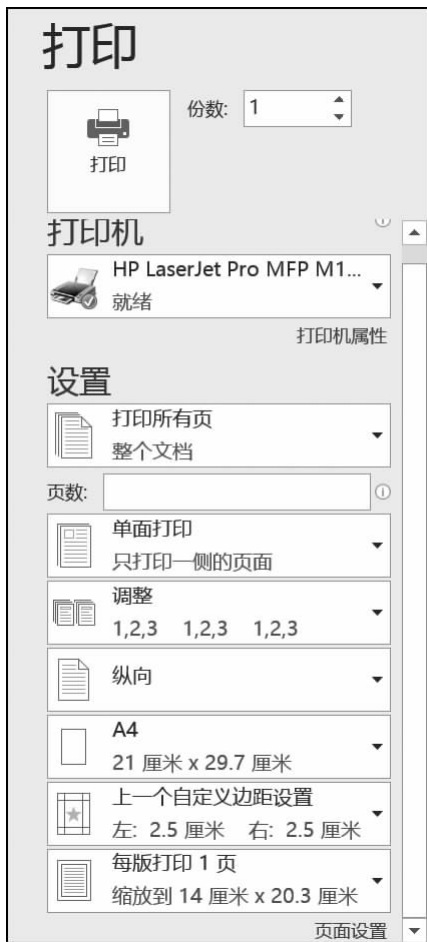 打印
份数: 1
打印
打印机
HP LaserJet Pro MFP M1...
就绪
打印机属性
设置
打印所有页
整个文档
页数:
单面打印
只打印一侧的页面
调整
1,2,3 1,2,3 1,2,3
纵向
A4
21 厘米 x 29.7 厘米
上一个自定义边距设置
左: 2.5 厘米 右: 2.5 厘米
每版打印 1 页
缩放到 14 厘米 x 20.3 厘米
页面设置